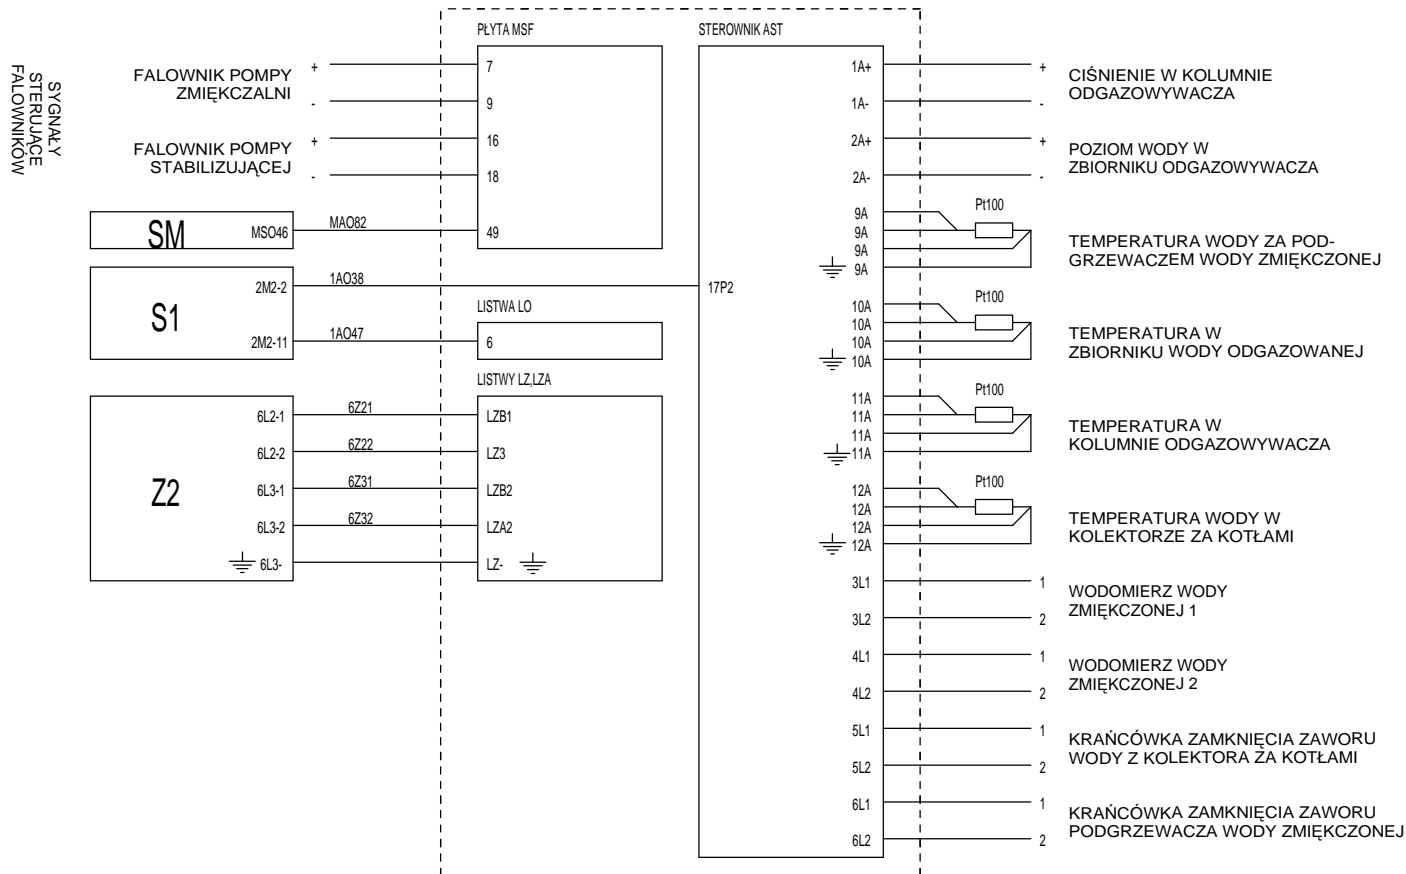 SYGNAŁY
STERUJĄCE
FALOWNIKÓW
FALOWNIK POMPY
ZMIĘKCZALNI
+
-
FALOWNIK POMPY
STABILIZUJĄCEJ
+
-
SM
MSO46
MAO82
S1
2M2-2
1AO38
2M2-11
1AO47
Z2
6L2-1
6Z21
6L2-2
6Z22
6L3-1
6Z31
6L3-2
6Z32
6L3-
PŁYTA MSF
7
9
16
18
49
LISTWA LO
6
LISTWY LZ,LZA
LZB1
LZ3
LZB2
LZA2
LZ-
STEROWNIK AST
17P2
1A+
1A-
2A+
2A-
9A
9A
9A
9A
10A
10A
10A
10A
11A
11A
11A
11A
12A
12A
12A
12A
3L1
3L2
4L1
4L2
5L1
5L2
6L1
6L2
+
-
CIŚNIENIE W KOLUMNIE
ODGAZOWYWACZA
+
-
POZIOM WODY W
ZBIORNIKU ODGAZOWYWACZA
Pt100
TEMPERATURA WODY ZA POD-
GRZEWACZEM WODY ZMIĘKCZONEJ
Pt100
TEMPERATURA W
ZBIORNIKU WODY ODGAZOWANEJ
Pt100
TEMPERATURA W
KOLUMNIE ODGAZOWYWACZA
Pt100
TEMPERATURA WODY W
KOLEKTORZE ZA KOTŁAMI
1
2
WODOMIERZ WODY
ZMIĘKCZONEJ 1
1
2
WODOMIERZ WODY
ZMIĘKCZONEJ 2
1
2
KRAŃCÓWKA ZAMKNIĘCIA ZAWORU
WODY Z KOLEKTORA ZA KOTŁAMI
1
2
KRAŃCÓWKA ZAMKNIĘCIA ZAWORU
PODGRZEWACZA WODY ZMIĘKCZONEJ